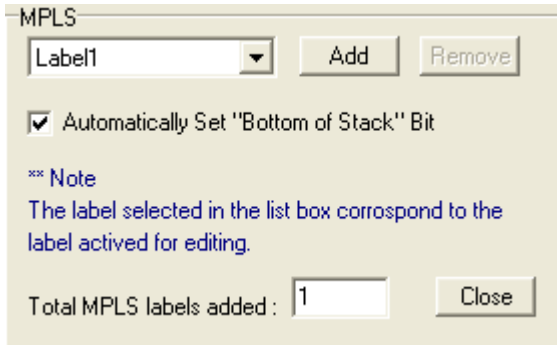 MPLS
Label1 Add Remove
Automatically Set "Bottom of Stack" Bit
** Note
The label selected in the list box corrospond to the
label actived for editing.
Total MPLS labels added : 1 Close